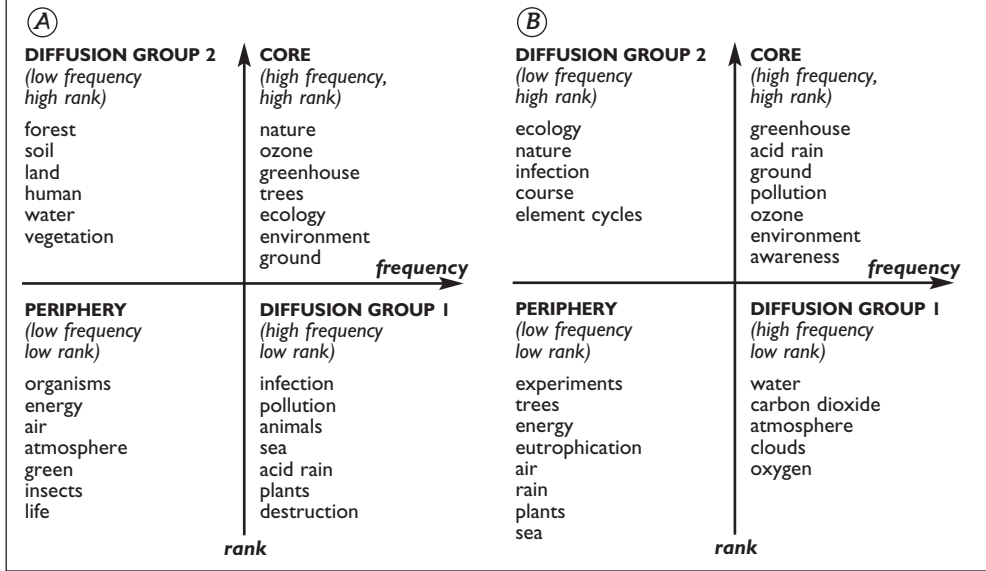 A
DIFFUSION GROUP 2
(low frequency
high rank)
forest
soil
land
human
water
vegetation
CORE
(high frequency,
high rank)
nature
ozone
greenhouse
trees
ecology
environment
ground
frequency
PERIPHERY
(low frequency
low rank)
organisms
energy
air
atmosphere
green
insects
life
DIFFUSION GROUP 1
(high frequency
low rank)
infection
pollution
animals
sea
acid rain
plants
destruction
rank
B
DIFFUSION GROUP 2
(low frequency
high rank)
ecology
nature
infection
course
element cycles
CORE
(high frequency,
high rank)
greenhouse
acid rain
ground
pollution
ozone
environment
awareness
frequency
PERIPHERY
(low frequency
low rank)
experiments
trees
energy
eutrophication
air
rain
plants
sea
DIFFUSION GROUP 1
(high frequency
low rank)
water
carbon dioxide
atmosphere
clouds
oxygen
rank